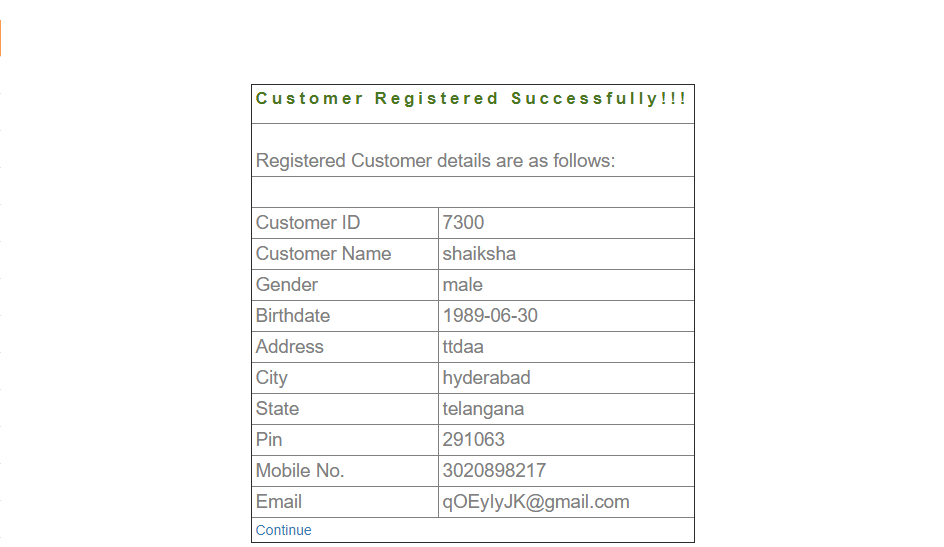 Customer Registered Successfully!!!
Registered Customer details are as follows:
Customer ID 7300
Customer Name shaiksha
Gender male
Birthdate 1989-06-30
Address ttdaa
City hyderabad
State telangana
Pin 291063
Mobile No. 3020898217
Email qOEyIyJK@gmail.com
Continue